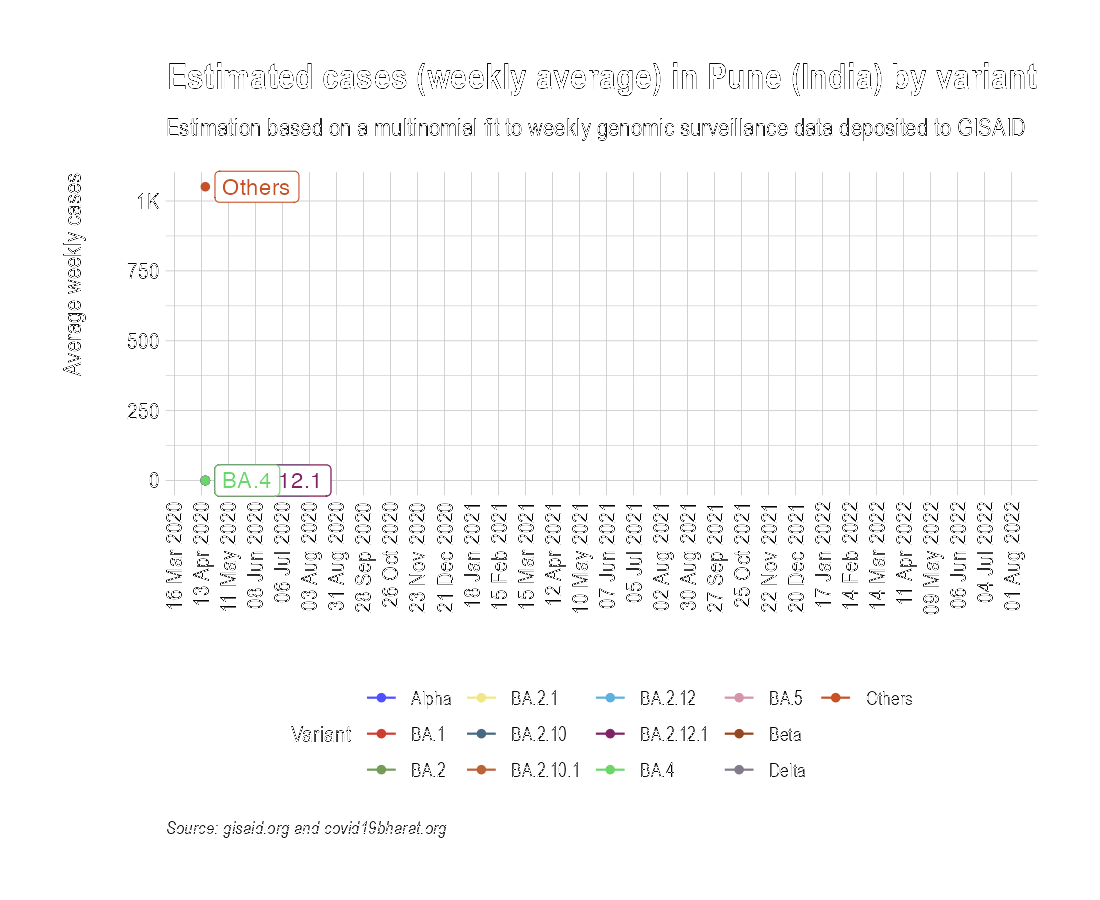 Estimated cases (weekly average) in Pune (India) by variant
Estimation based on a multinomial fit to weekly genomic surveillance data deposited to GISAID
Average weekly cases
1K
750
500
250
0
Others
BA.4
12.1
16 Mar 2020
13 Apr 2020
11 May 2020
08 Jun 2020
06 Jul 2020
03 Aug 2020
31 Aug 2020
28 Sep 2020
26 Oct 2020
23 Nov 2020
21 Dec 2020
18 Jan 2021
15 Feb 2021
15 Mar 2021
12 Apr 2021
10 May 2021
07 Jun 2021
05 Jul 2021
02 Aug 2021
30 Aug 2021
27 Sep 2021
25 Oct 2021
22 Nov 2021
20 Dec 2021
17 Jan 2022
14 Feb 2022
14 Mar 2022
11 Apr 2022
09 May 2022
06 Jun 2022
04 Jul 2022
01 Aug 2022
Variant
Alpha
BA.1
BA.2
BA.2.1
BA.2.10
BA.2.10.1
BA.2.12
BA.2.12.1
BA.4
BA.5
Beta
Delta
Others
Source: gisaid.org and covid19bharat.org